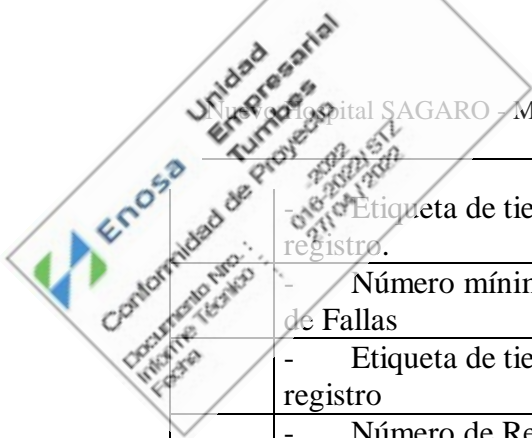 Enosa
Unidad
Empresarial
Tumbes
Conformidad de Proyecto
Documento Nro. : -2022
Informe Técnico : 016-2022/ STZ
Fecha : 27/04/2022
Nuevo Hospital SAGARO - M
- Etiqueta de tie
registro.
- Número mínin
de Fallas
- Etiqueta de tie
registro
- Número de Re